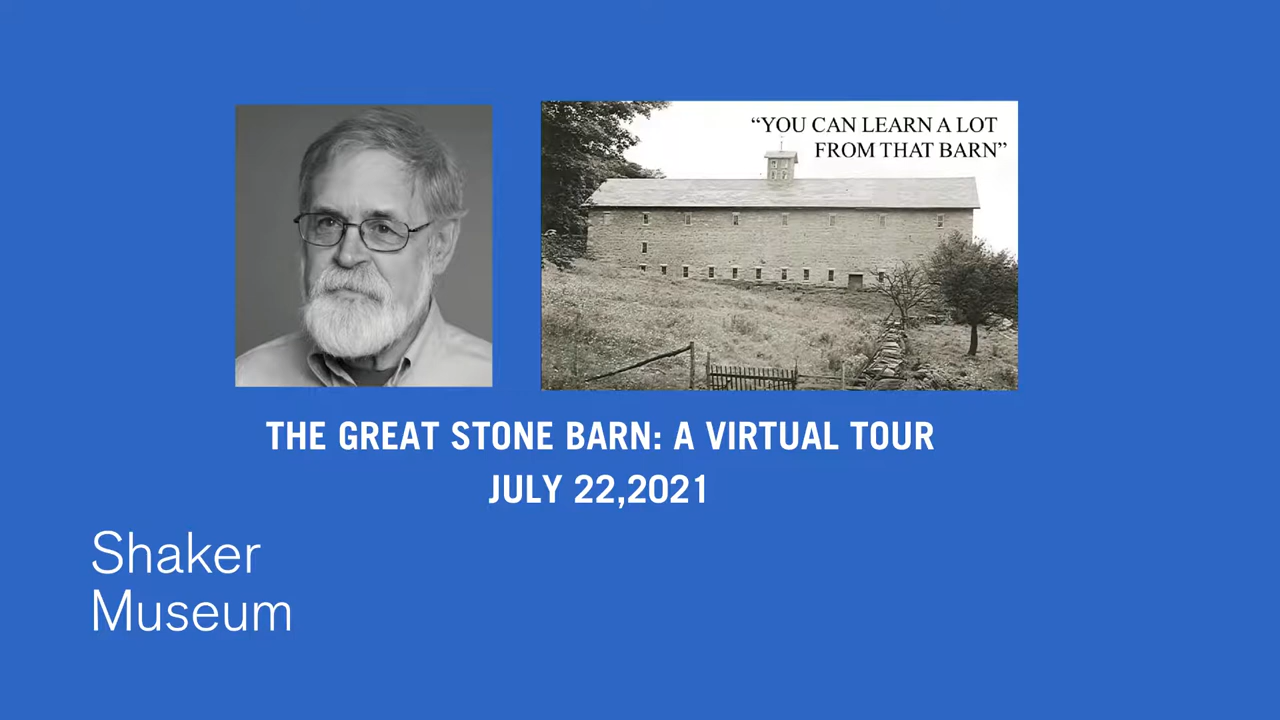 “YOU CAN LEARN A LOT
FROM THAT BARN”
THE GREAT STONE BARN: A VIRTUAL TOUR
JULY 22,2021
Shaker
Museum